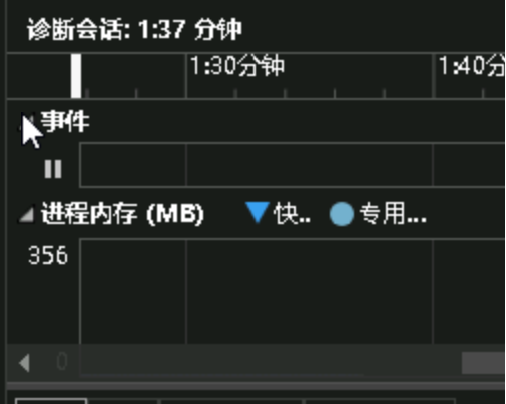 诊断会话: 1:37 分钟
1:30分钟 1:40分
事件
进程内存 (MB) 快.. 专用...
356
0